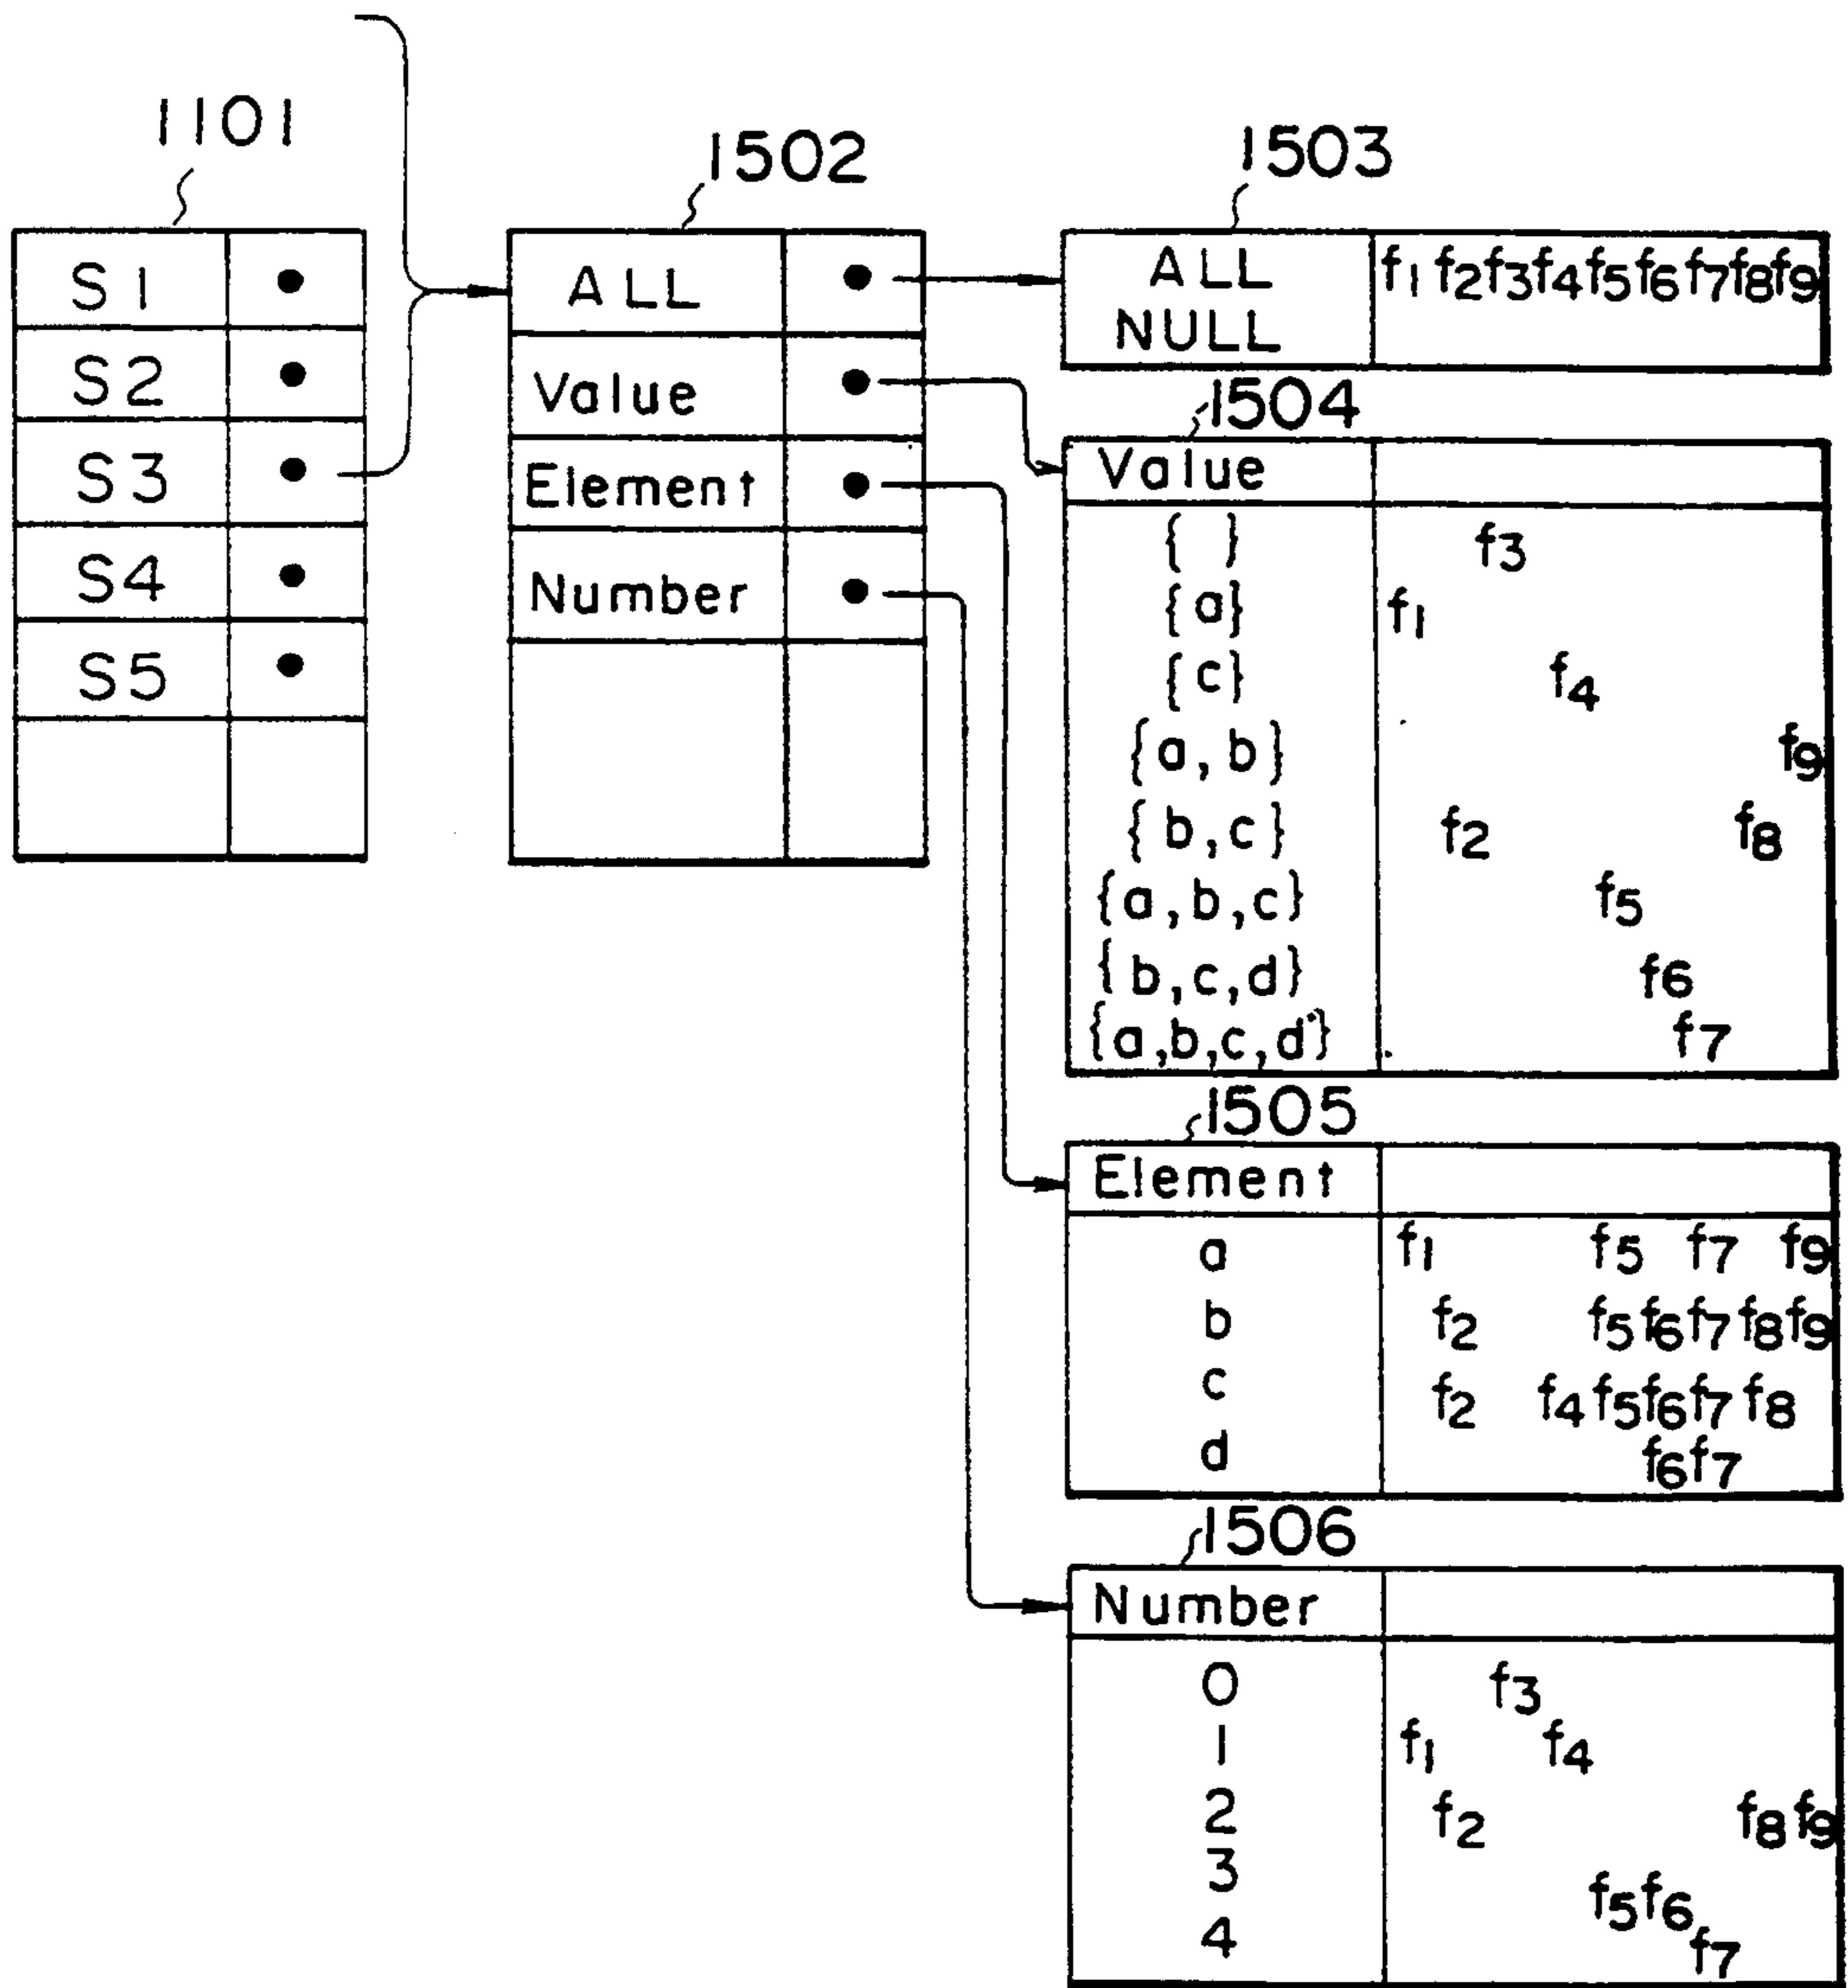 1101
S1
S2
S3
S4
S5
1502
ALL
Value
Element
Number
1503
ALL f1 f2 f3 f4 f5 f6 f7 f8 f9
NULL
1504
Value
{ } f3
{a} f1
{c} f4
{a, b} f9
{b, c} f2 f8
{a, b, c} f5
{b, c, d} f6
{a, b, c, d} f7
1505
Element
a f1 f5 f7 f9
b f2 f5 f6 f7 f8 f9
c f2 f4 f5 f6 f7 f8
d f6 f7
1506
Number
0 f3
1 f1 f4
2 f2 f8 f9
3 f5 f6
4 f7